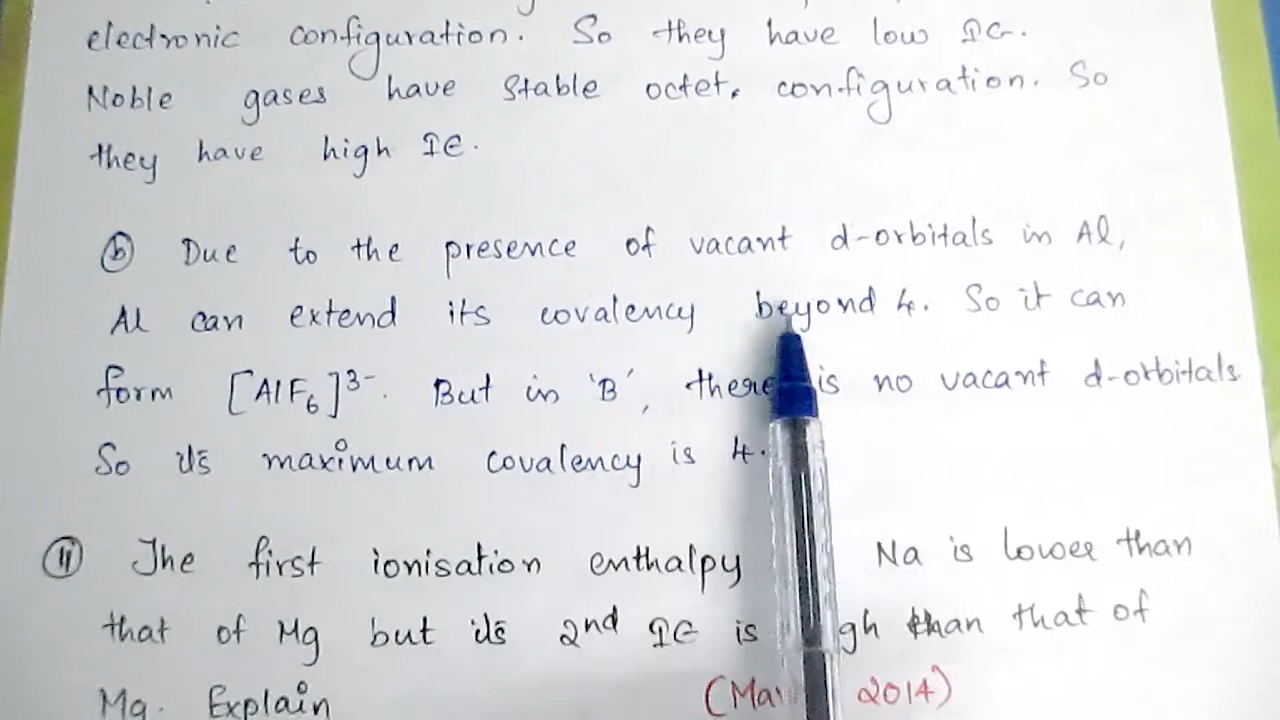 electronic configuration. So they have low IE.
Noble gases have stable octet. configuration. So
they have high IE.
(b) Due to the presence of vacant d-orbitals in Al,
Al can extend its covalency beyond 4. So it can
form [AlF6]3-. But in 'B', there is no vacant d-orbitals
So its maximum covalency is 4.
(11) The first ionisation enthalpy Na is lower than
that of Mg but its 2nd IE is than that of
Mg. Explain
2014)